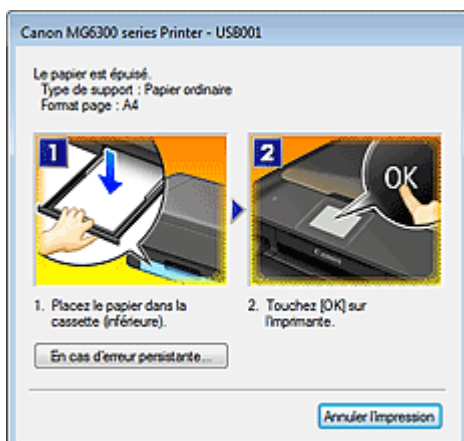 Canon MG6300 series Printer - USB001
Le papier est épuisé.
Type de support : Papier ordinaire
Format page : A4
1
2
OK
Canon
1. Placez le papier dans la
cassette (inférieure).
2. Touchez [OK] sur
l'imprimante.
En cas d'erreur persistante...
Annuler l'impression